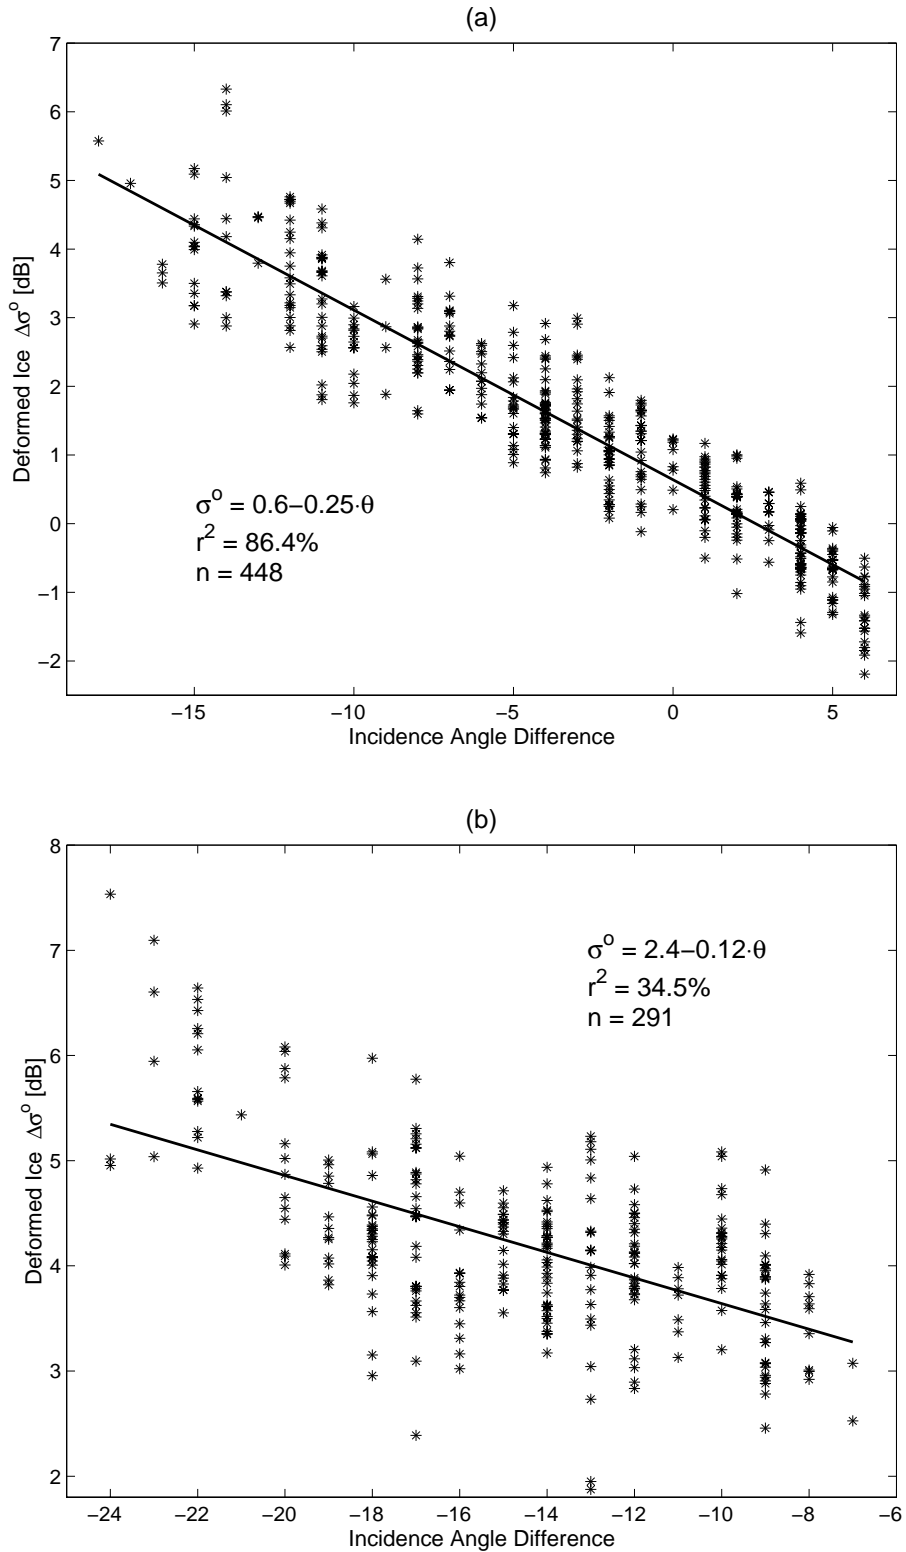 (a)
7
6
5
4
3
2
1
0
−1
−2
Deformed Ice Δσ^o [dB]
σ^o = 0.6−0.25·θ
r^2 = 86.4%
n = 448
−15 −10 −5 0 5
Incidence Angle Difference
(b)
8
7
6
5
4
3
2
Deformed Ice Δσ^o [dB]
σ^o = 2.4−0.12·θ
r^2 = 34.5%
n = 291
−24 −22 −20 −18 −16 −14 −12 −10 −8 −6
Incidence Angle Difference